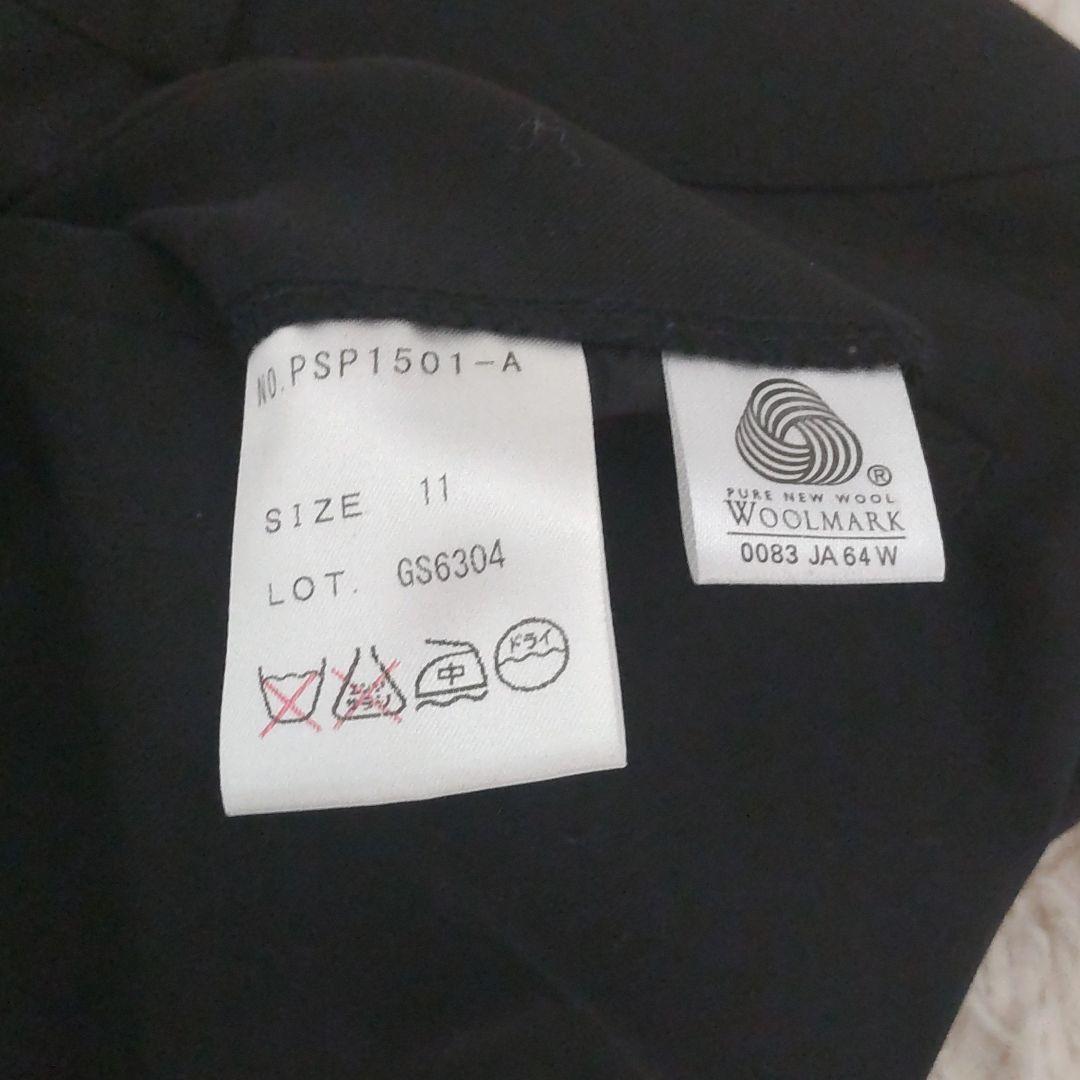 NO. PSP1501-A
SIZE 11
LOT. GS6304
中
ドライ
®
PURE NEW WOOL
WOOLMARK
0083 JA 64 W